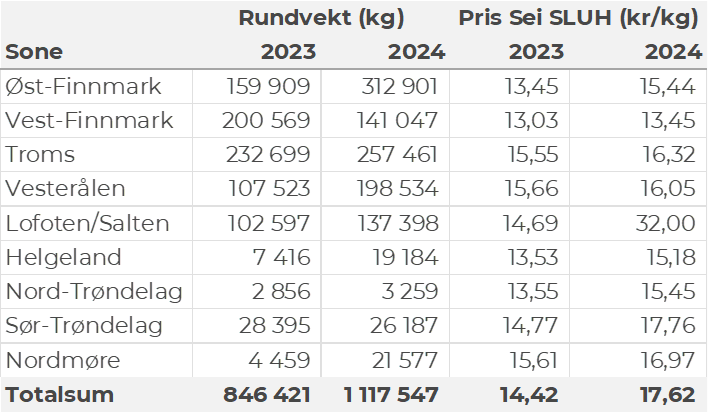 Rundvekt (kg) Pris Sei SLUH (kr/kg)
Sone 2023 2024 2023 2024
Øst-Finnmark 159 909 312 901 13,45 15,44
Vest-Finnmark 200 569 141 047 13,03 13,45
Troms 232 699 257 461 15,55 16,32
Vesterålen 107 523 198 534 15,66 16,05
Lofoten/Salten 102 597 137 398 14,69 32,00
Helgeland 7 416 19 184 13,53 15,18
Nord-Trøndelag 2 856 3 259 13,55 15,45
Sør-Trøndelag 28 395 26 187 14,77 17,76
Nordmøre 4 459 21 577 15,61 16,97
Totalsum 846 421 1 117 547 14,42 17,62